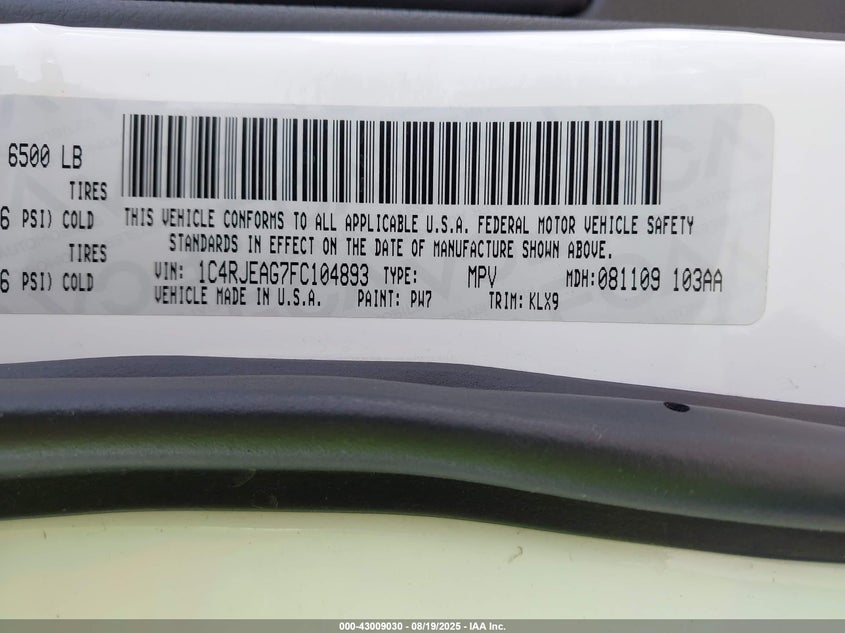 6500 LB
TIRES
6 PSI) COLD
TIRES
6 PSI) COLD
THIS VEHICLE CONFORMS TO ALL APPLICABLE U.S.A. FEDERAL MOTOR VEHICLE SAFETY
STANDARDS IN EFFECT ON THE DATE OF MANUFACTURE SHOWN ABOVE.
VIN: 1C4RJEAG7FC104893 TYPE: MPV MDH:081109 103AA
VEHICLE MADE IN U.S.A. PAINT: PW7 TRIM: KLX9
000-43009030 - 08/19/2025 - IAA Inc.